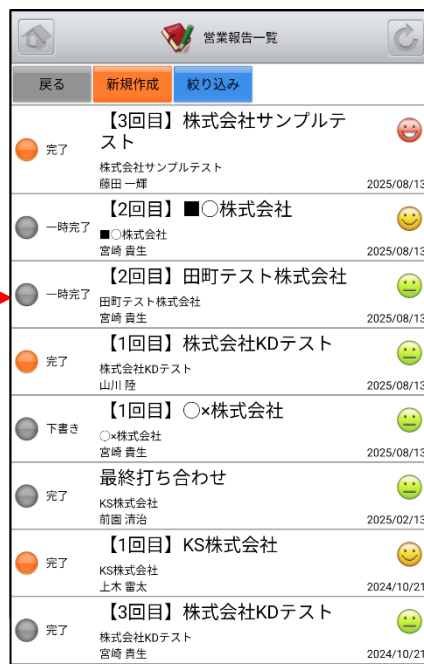 営業報告一覧
戻る
新規作成
絞り込み
【3回目】株式会社サンプルテ
スト
完了
株式会社サンプルテスト
藤田 一輝
2025/08/13
【2回目】■○株式会社
一時完了
■○株式会社
宮崎 貴生
2025/08/13
【2回目】田町テスト株式会社
一時完了
田町テスト株式会社
宮崎 貴生
2025/08/13
【1回目】株式会社KDテスト
完了
株式会社KDテスト
山川 陸
2025/08/13
【1回目】○×株式会社
下書き
○×株式会社
宮崎 貴生
2025/08/13
最終打ち合わせ
完了
KS株式会社
前園 清治
2025/02/13
【1回目】KS株式会社
完了
KS株式会社
上木 雷太
2024/10/21
【3回目】株式会社KDテスト
完了
株式会社KDテスト
宮崎 貴生
2024/10/21